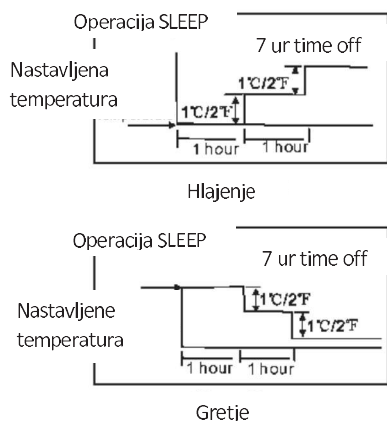 Operacija SLEEP
7 ur time off
Nastavljena
temperatura
1℃/2℉
1℃/2℉
1 hour
1 hour
Hlajenje
Operacija SLEEP
7 ur time off
Nastavljene
temperatura
1℃/2℉
1℃/2℉
1 hour
1 hour
Gretje